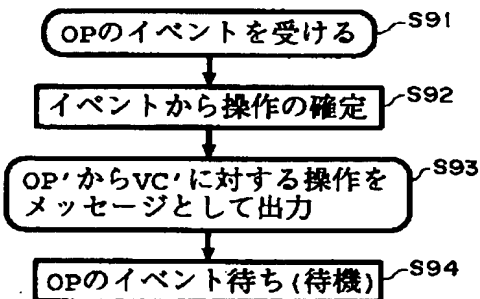 OPのイベントを受ける S91
イベントから操作の確定 S92
OP'からVC'に対する操作を S93
メッセージとして出力
OPのイベント待ち(待機) S94